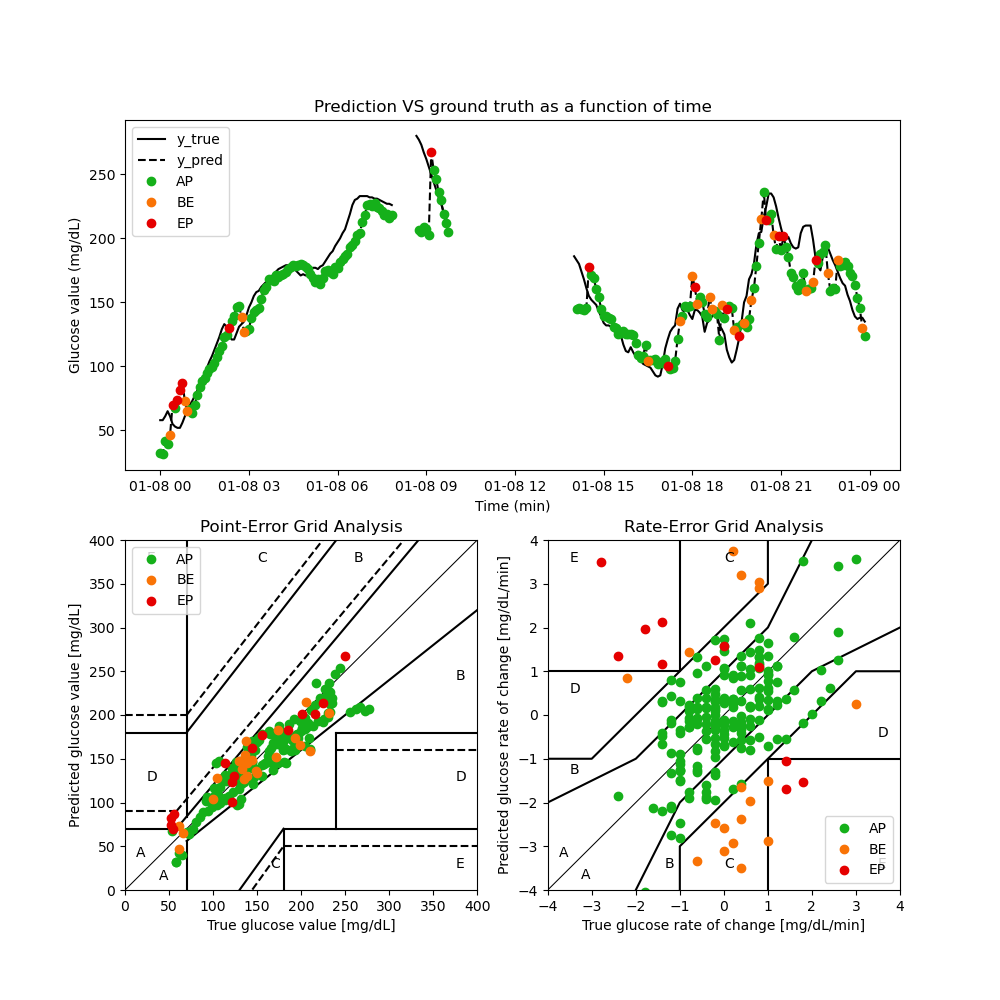 Prediction VS ground truth as a function of time
y_true
y_pred
AP
BE
EP
Glucose value (mg/dL)
250
200
150
100
50
01-08 00 01-08 03 01-08 06 01-08 09 01-08 12 01-08 15 01-08 18 01-08 21 01-09 00
Time (min)
Point-Error Grid Analysis
Predicted glucose value [mg/dL]
400
350
300
250
200
150
100
50
0
AP
BE
EP
C
B
B
D
D
A
A
C
E
0 50 100 150 200 250 300 350 400
True glucose value [mg/dL]
Rate-Error Grid Analysis
Predicted glucose rate of change [mg/dL/min]
4
3
2
1
0
−1
−2
−3
−4
E
C
D
D
B
A
A
B
C
AP
BE
EP
−4 −3 −2 −1 0 1 2 3 4
True glucose rate of change [mg/dL/min]